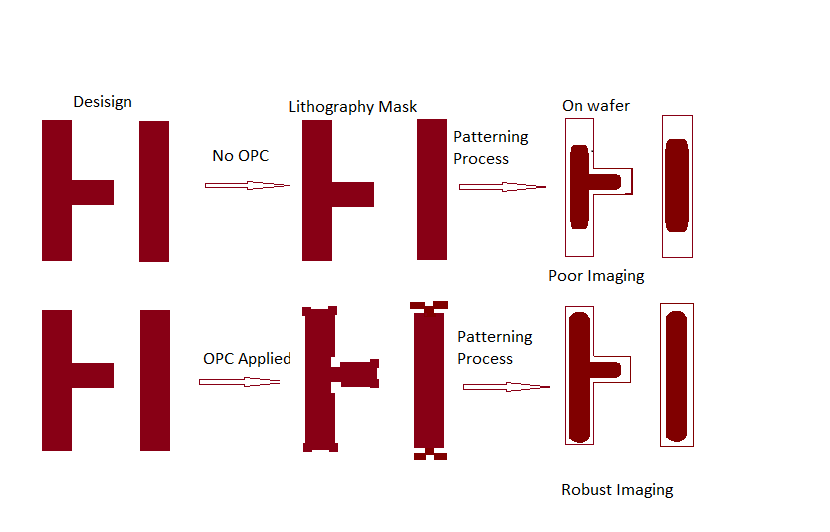 Desisign
Lithography Mask
On wafer
No OPC
Patterning
Process
Poor Imaging
OPC Applied
Patterning
Process
Robust Imaging